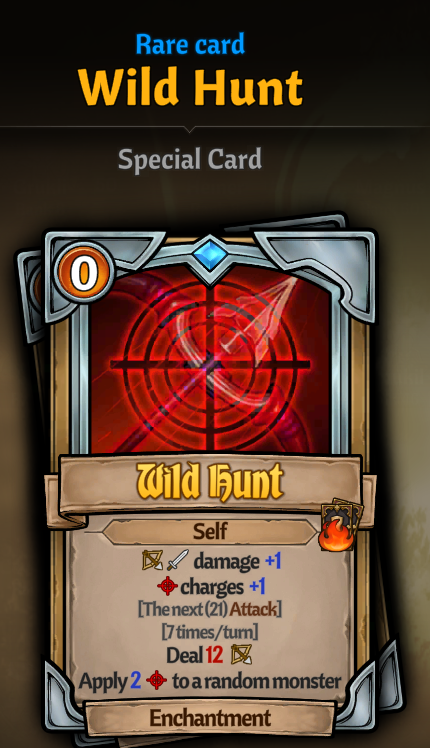 Rare card
Wild Hunt
Special Card
0
Wild Hunt
Self
damage +1
charges +1
[The next (21) Attack]
[7 times/turn]
Deal 12
Apply 2 to a random monster
Enchantment